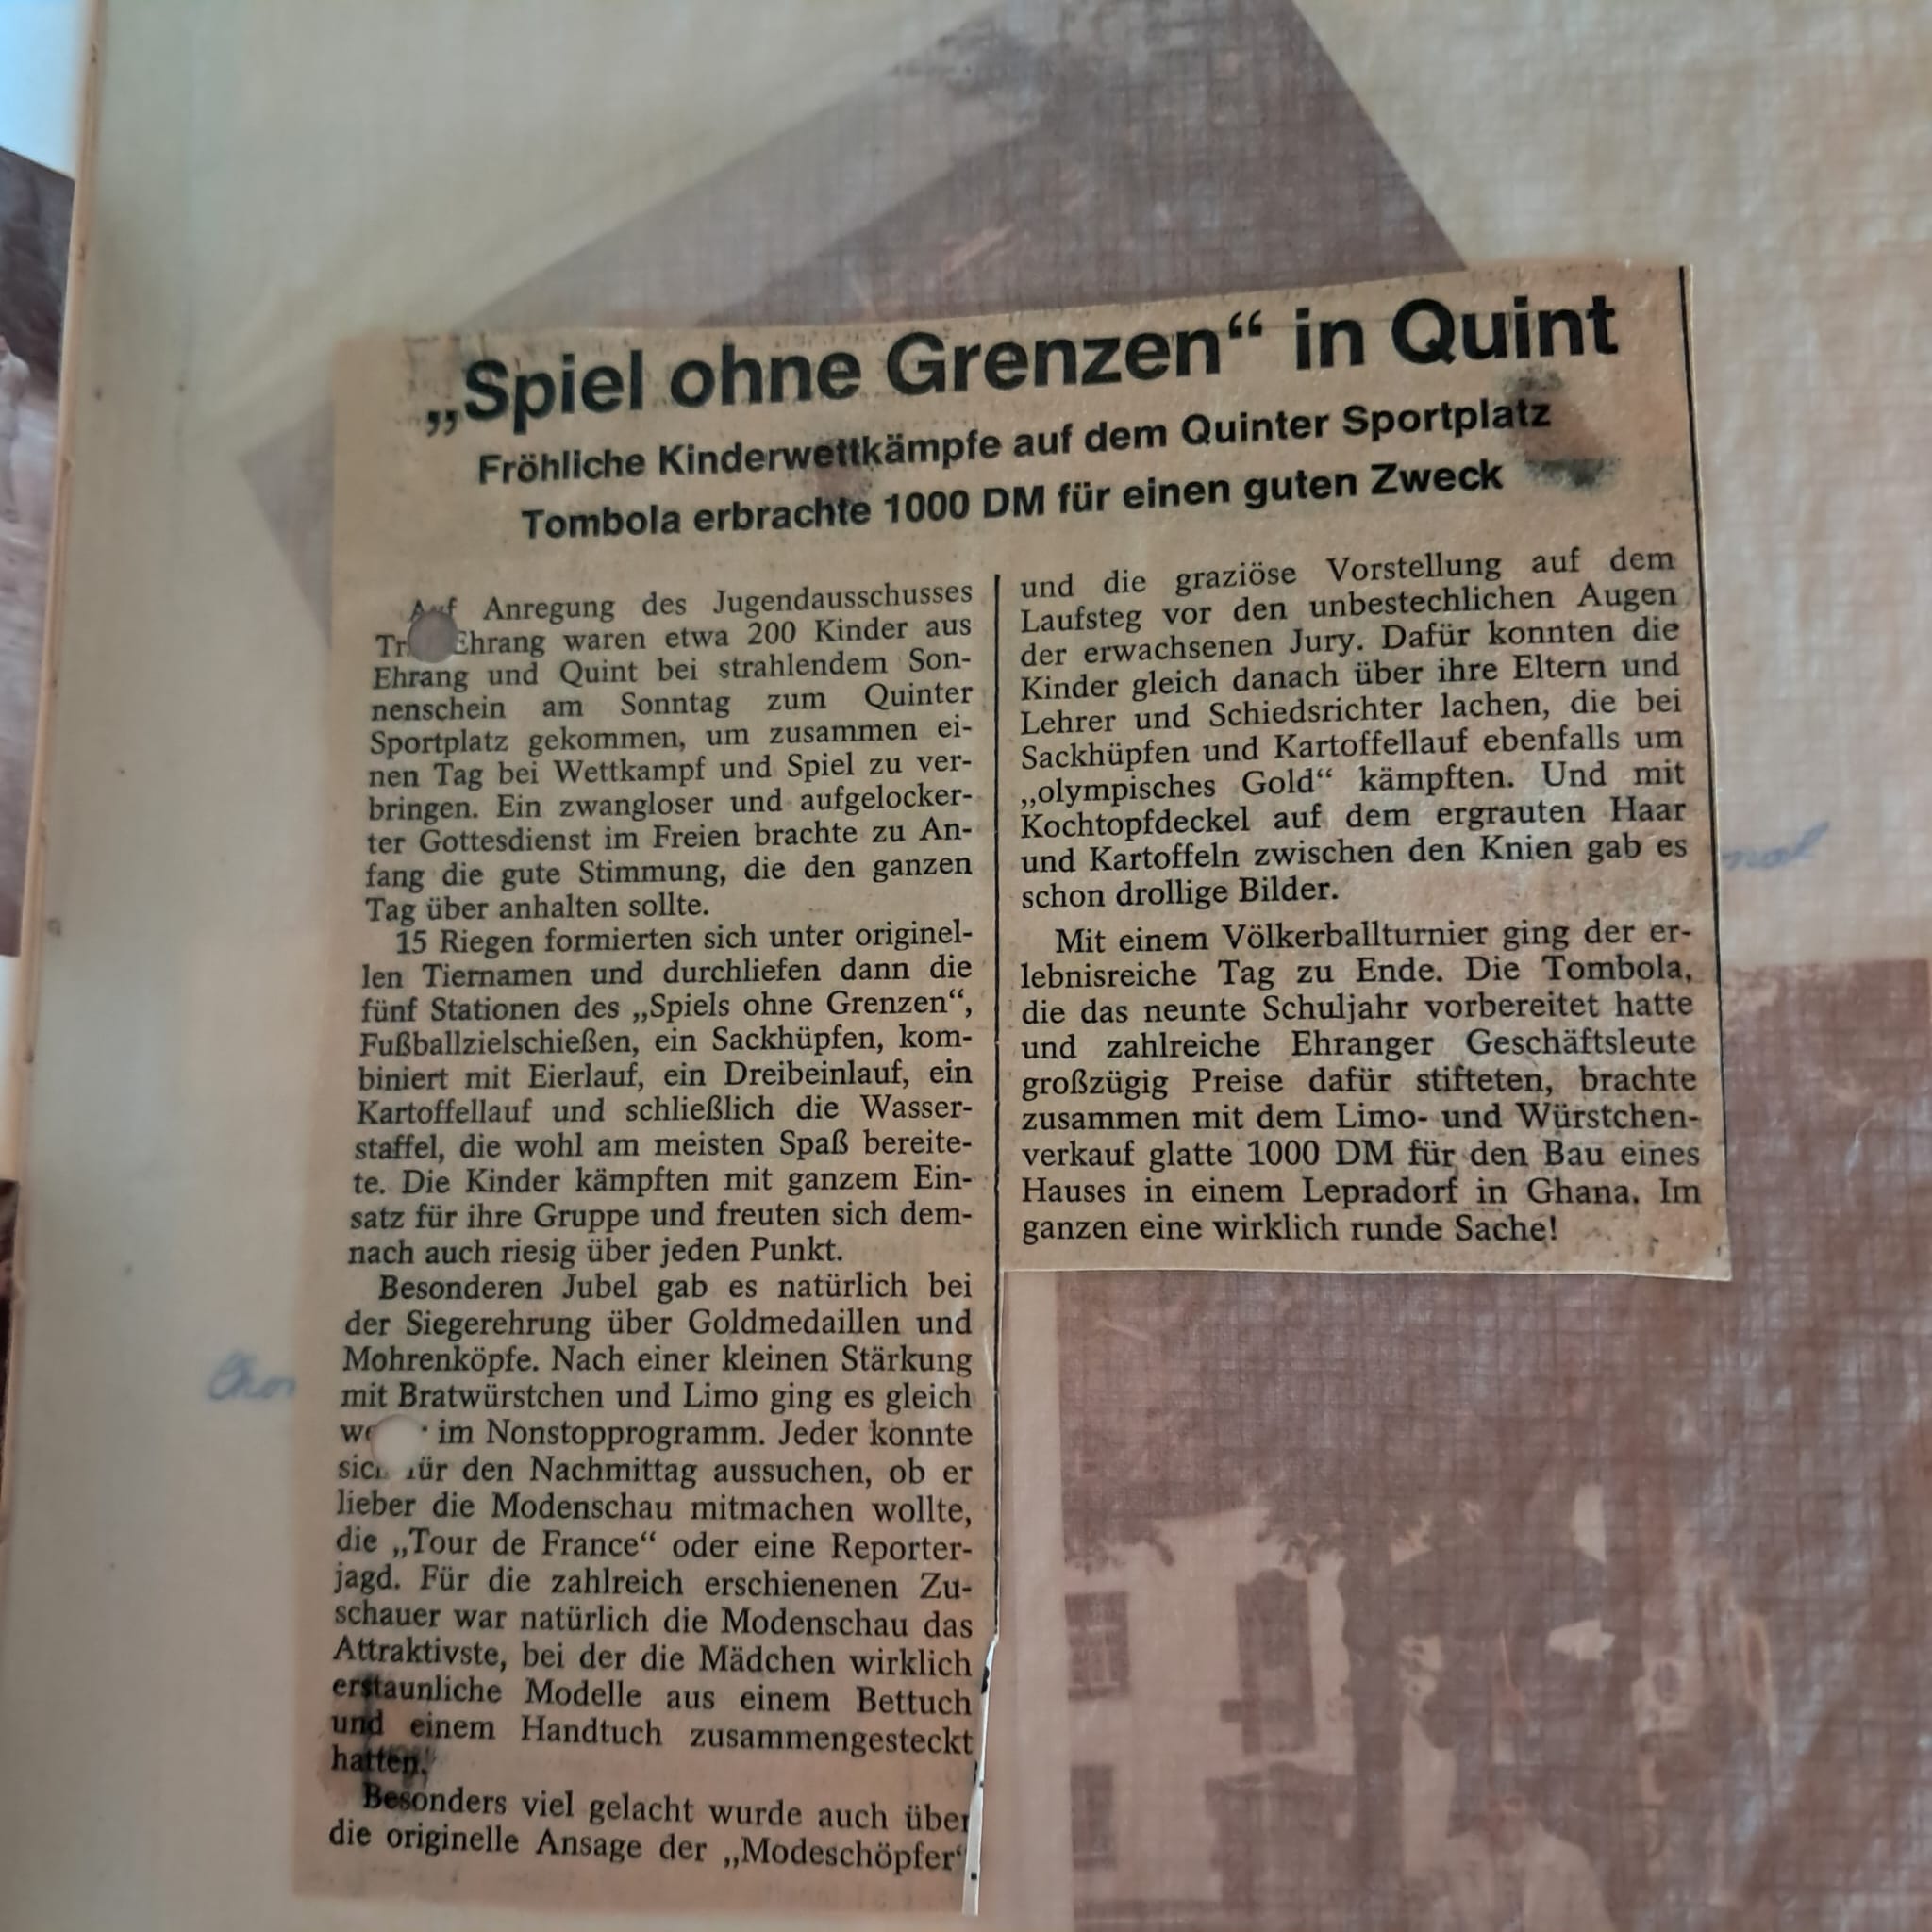 „Spiel ohne Grenzen“ in Quint
Fröhliche Kinderwettkämpfe auf dem Quinter Sportplatz
Tombola erbrachte 1000 DM für einen guten Zweck
Auf Anregung des Jugendausschusses
Ehrang waren etwa 200 Kinder aus
Ehrang und Quint bei strahlendem Son-
nenschein am Sonntag zum Quinter
Sportplatz gekommen, um zusammen ei-
nen Tag bei Wettkampf und Spiel zu ver-
bringen. Ein zwangloser und aufgelocker-
ter Gottesdienst im Freien brachte zu An-
fang die gute Stimmung, die den ganzen
Tag über anhalten sollte.
15 Riegen formierten sich unter originel-
len Tiernamen und durchliefen dann die
fünf Stationen des „Spiels ohne Grenzen“,
Fußballzielschießen, ein Sackhüpfen, kom-
biniert mit Eierlauf, ein Dreibeinlauf, ein
Kartoffellauf und schließlich die Wasser-
staffel, die wohl am meisten Spaß bereite-
te. Die Kinder kämpften mit ganzem Ein-
satz für ihre Gruppe und freuten sich dem-
nach auch riesig über jeden Punkt.
Besonderen Jubel gab es natürlich bei
der Siegerehrung über Goldmedaillen und
Mohrenköpfe. Nach einer kleinen Stärkung
mit Bratwürstchen und Limo ging es gleich
im Nonstopprogramm. Jeder konnte
sich für den Nachmittag aussuchen, ob er
lieber die Modenschau mitmachen wollte,
die „Tour de France“ oder eine Reporter-
jagd. Für die zahlreich erschienenen Zu-
schauer war natürlich die Modenschau das
Attraktivste, bei der die Mädchen wirklich
erstaunliche Modelle aus einem Bettuch
und einem Handtuch zusammengesteckt
hatten.
Besonders viel gelacht wurde auch über
die originelle Ansage der „Modeschöpfer“
und die graziöse Vorstellung auf dem
Laufsteg vor den unbestechlichen Augen
der erwachsenen Jury. Dafür konnten die
Kinder gleich danach über ihre Eltern und
Lehrer und Schiedsrichter lachen, die bei
Sackhüpfen und Kartoffellauf ebenfalls um
„olympisches Gold“ kämpften. Und mit
Kochtopfdeckel auf dem ergrauten Haar
und Kartoffeln zwischen den Knien gab es
schon drollige Bilder.
Mit einem Völkerballturnier ging der er-
lebnisreiche Tag zu Ende. Die Tombola,
die das neunte Schuljahr vorbereitet hatte
und zahlreiche Ehranger Geschäftsleute
großzügig Preise dafür stifteten, brachte
zusammen mit dem Limo- und Würstchen-
verkauf glatte 1000 DM für den Bau eines
Hauses in einem Lepradorf in Ghana. Im
ganzen eine wirklich runde Sache!